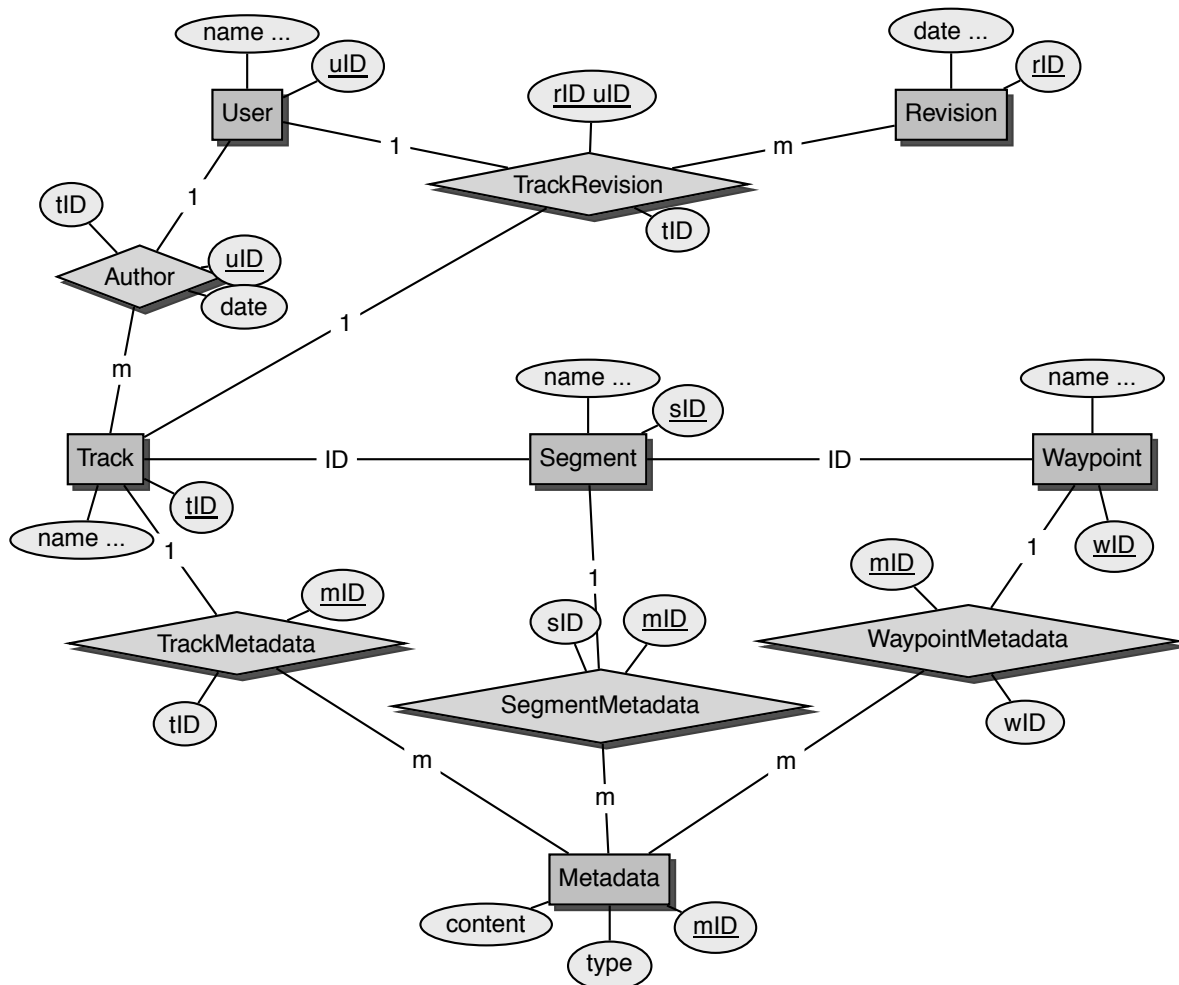 name ...
date ...
uID
rID
rID uID
User
Revision
1
m
TrackRevision
1
tID
tID
uID
Author
date
1
m
name ...
name ...
sID
wID
Track
ID
Segment
ID
Waypoint
tID
name ...
1
1
1
mID
mID
sID
mID
TrackMetadata
WaypointMetadata
SegmentMetadata
tID
wID
m
m
m
Metadata
content
mID
type